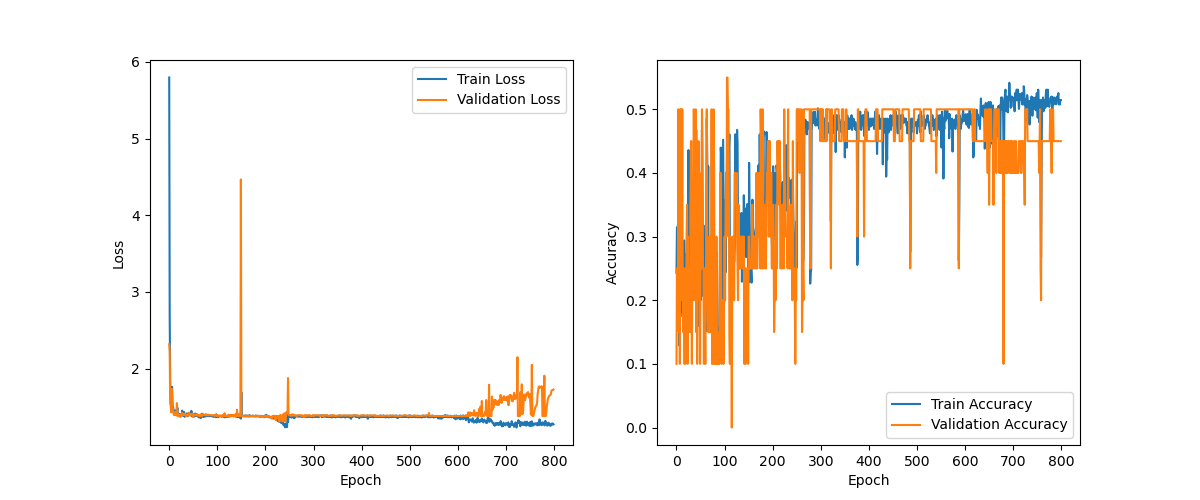 6
5
4
3
2
Loss
0 100 200 300 400 500 600 700 800
Epoch
Train Loss
Validation Loss
0.5
0.4
0.3
0.2
0.1
0.0
Accuracy
0 100 200 300 400 500 600 700 800
Epoch
Train Accuracy
Validation Accuracy